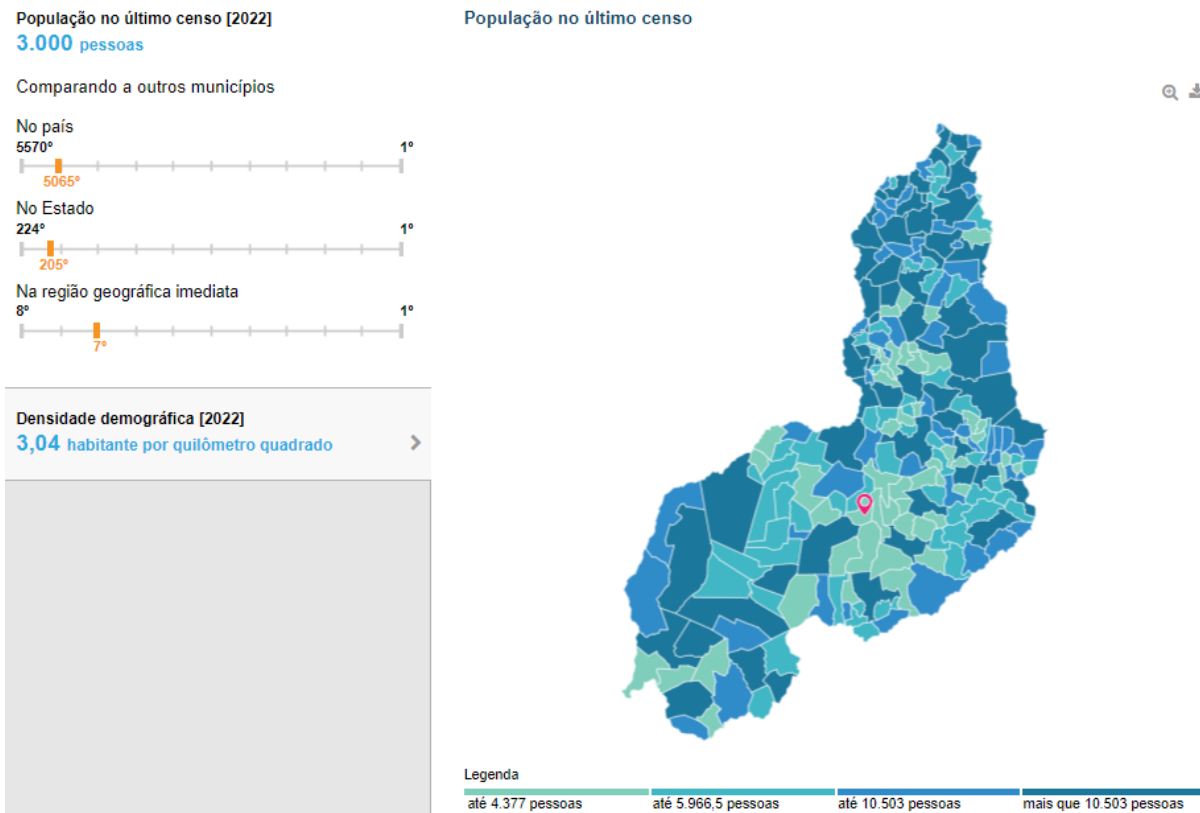 População no último censo [2022]
3.000 pessoas
Comparando a outros municípios
No país
5570º 1º
5065º
No Estado
224º 1º
205º
Na região geográfica imediata
8º 1º
7º
Densidade demográfica [2022]
3,04 habitante por quilômetro quadrado
População no último censo
Legenda
até 4.377 pessoas
até 5.966,5 pessoas
até 10.503 pessoas
mais que 10.503 pessoas